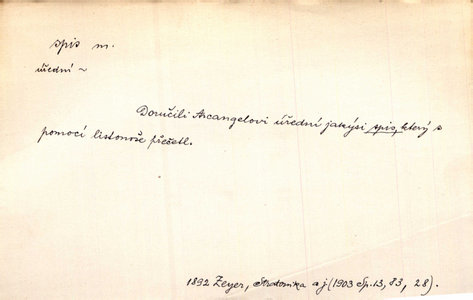 spis m.
úřední ~
Doručili Arcangelovi úřední jakýsi spis, který s
pomocí listonoše přečetl.
1892 Zeyer, Stratonika a j (1903 Sp. 13, 83, 28).